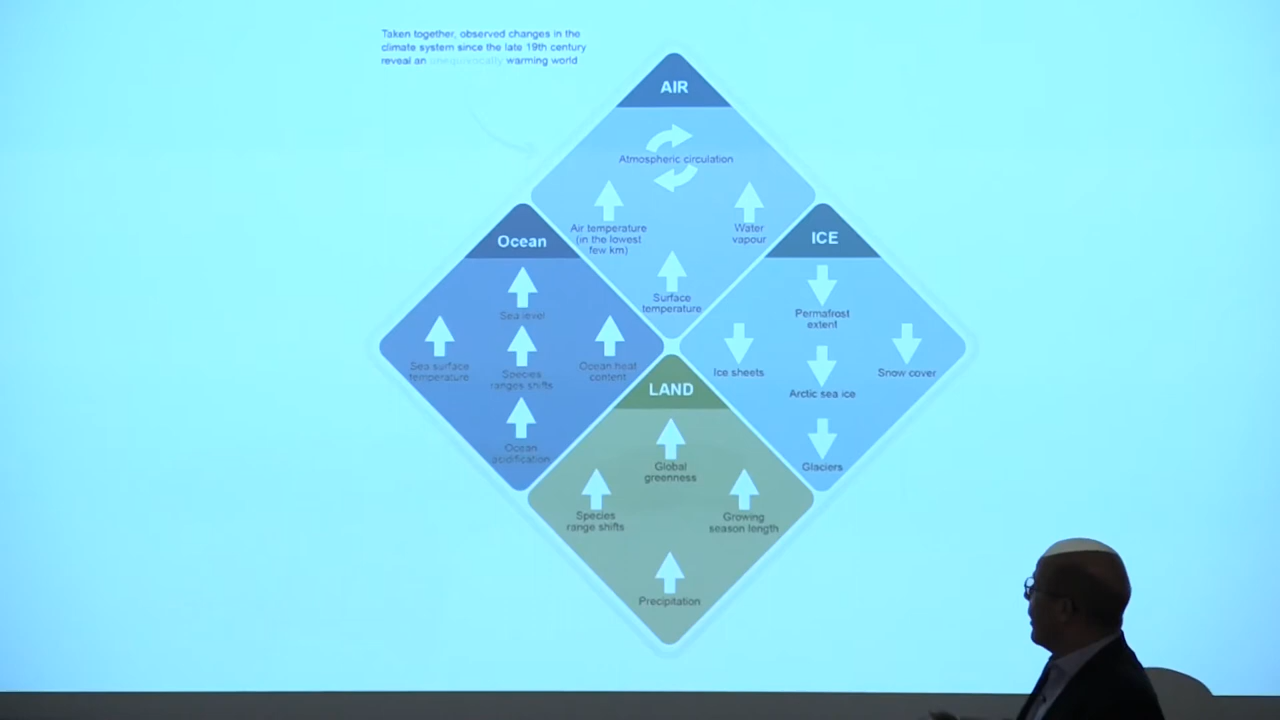 Taken together, observed changes in the
climate system since the late 19th century
reveal an unequivocally warming world
AIR
Atmospheric circulation
Air temperature
(in the lowest
few km)
Water
vapour
Surface
temperature
Ocean
Sea level
Sea surface
temperature
Species
ranges shifts
Ocean heat
content
Ocean
acidification
ICE
Permafrost
extent
Ice sheets
Snow cover
Arctic sea ice
Glaciers
LAND
Global
greenness
Species
range shifts
Growing
season length
Precipitation